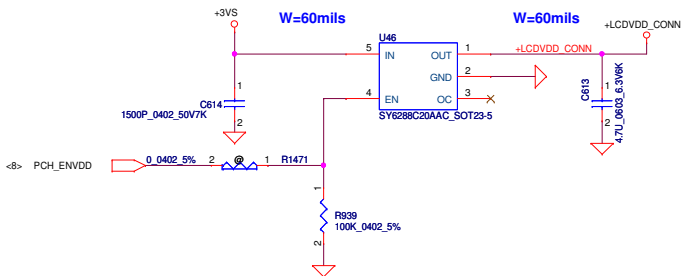 +3VS
W=60mils
W=60mils
+LCDVDD_CONN
U46
5 IN OUT 1 +LCDVDD_CONN
GND 2
4 EN OC 3
SY6288C20AAC_SOT23-5
1
C614
1500P_0402_50V7K
2
1
C613
4.7U_0603_6.3V6K
2
<8> PCH_ENVDD 0_0402_5% 2 @ 1 R1471
1
R939
100K_0402_5%
2